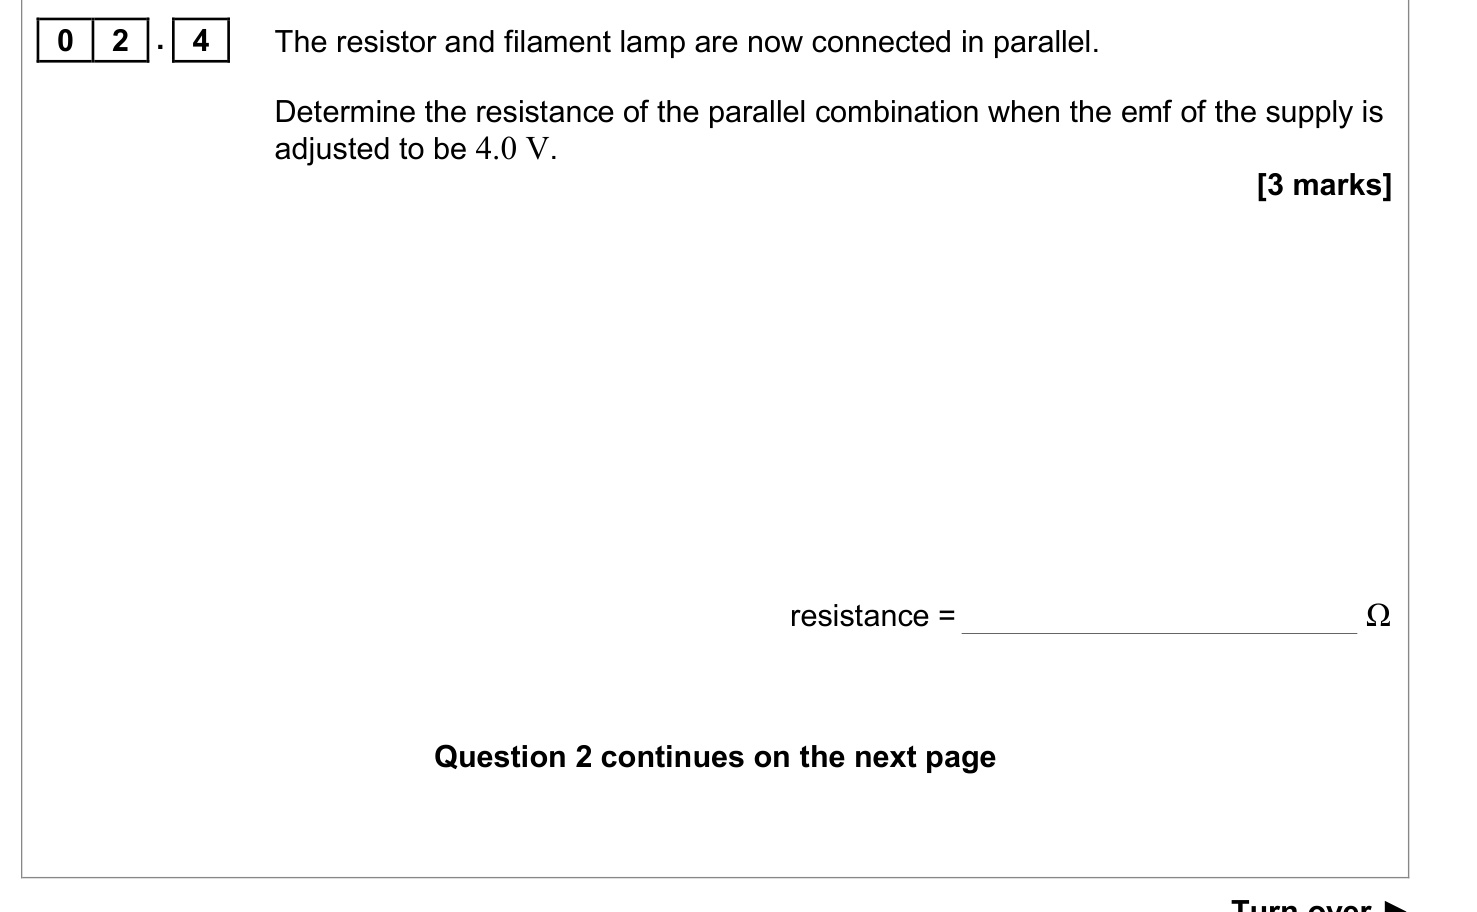 0 2 . 4 The resistor and filament lamp are now connected in parallel.
Determine the resistance of the parallel combination when the emf of the supply is
adjusted to be 4.0 V.
[3 marks]
resistance = Ω
Question 2 continues on the next page
Turn over ►